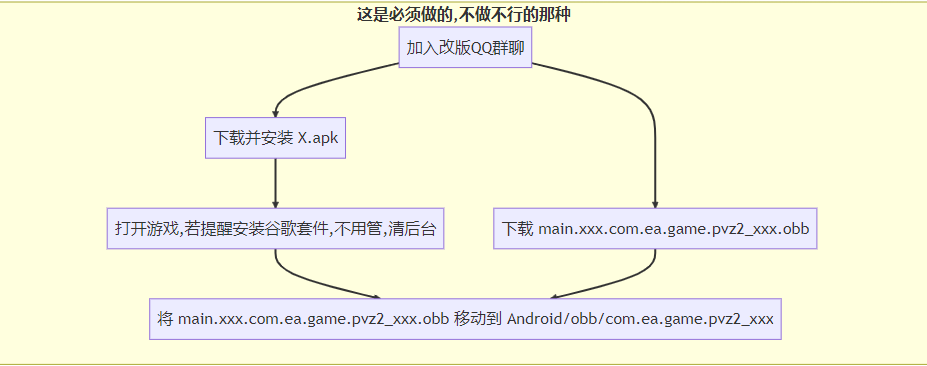 这是必须做的,不做不行的那种
加入改版QQ群聊
下载并安装 X.apk
打开游戏,若提醒安装谷歌套件,不用管,清后台
下载 main.xxx.com.ea.game.pvz2_xxx.obb
将 main.xxx.com.ea.game.pvz2_xxx.obb 移动到 Android/obb/com.ea.game.pvz2_xxx